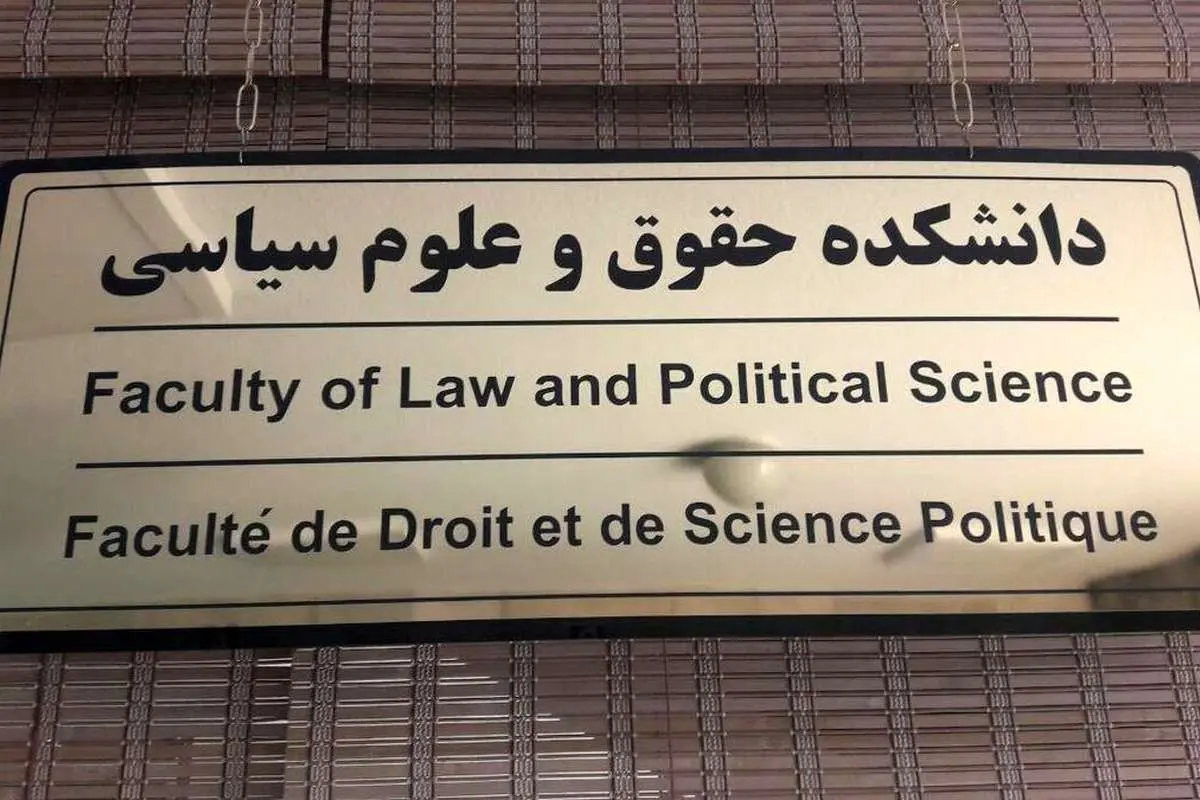 دانشکده حقوق و علوم سیاسی
Faculty of Law and Political Science
Faculté de Droit et de Science Politique